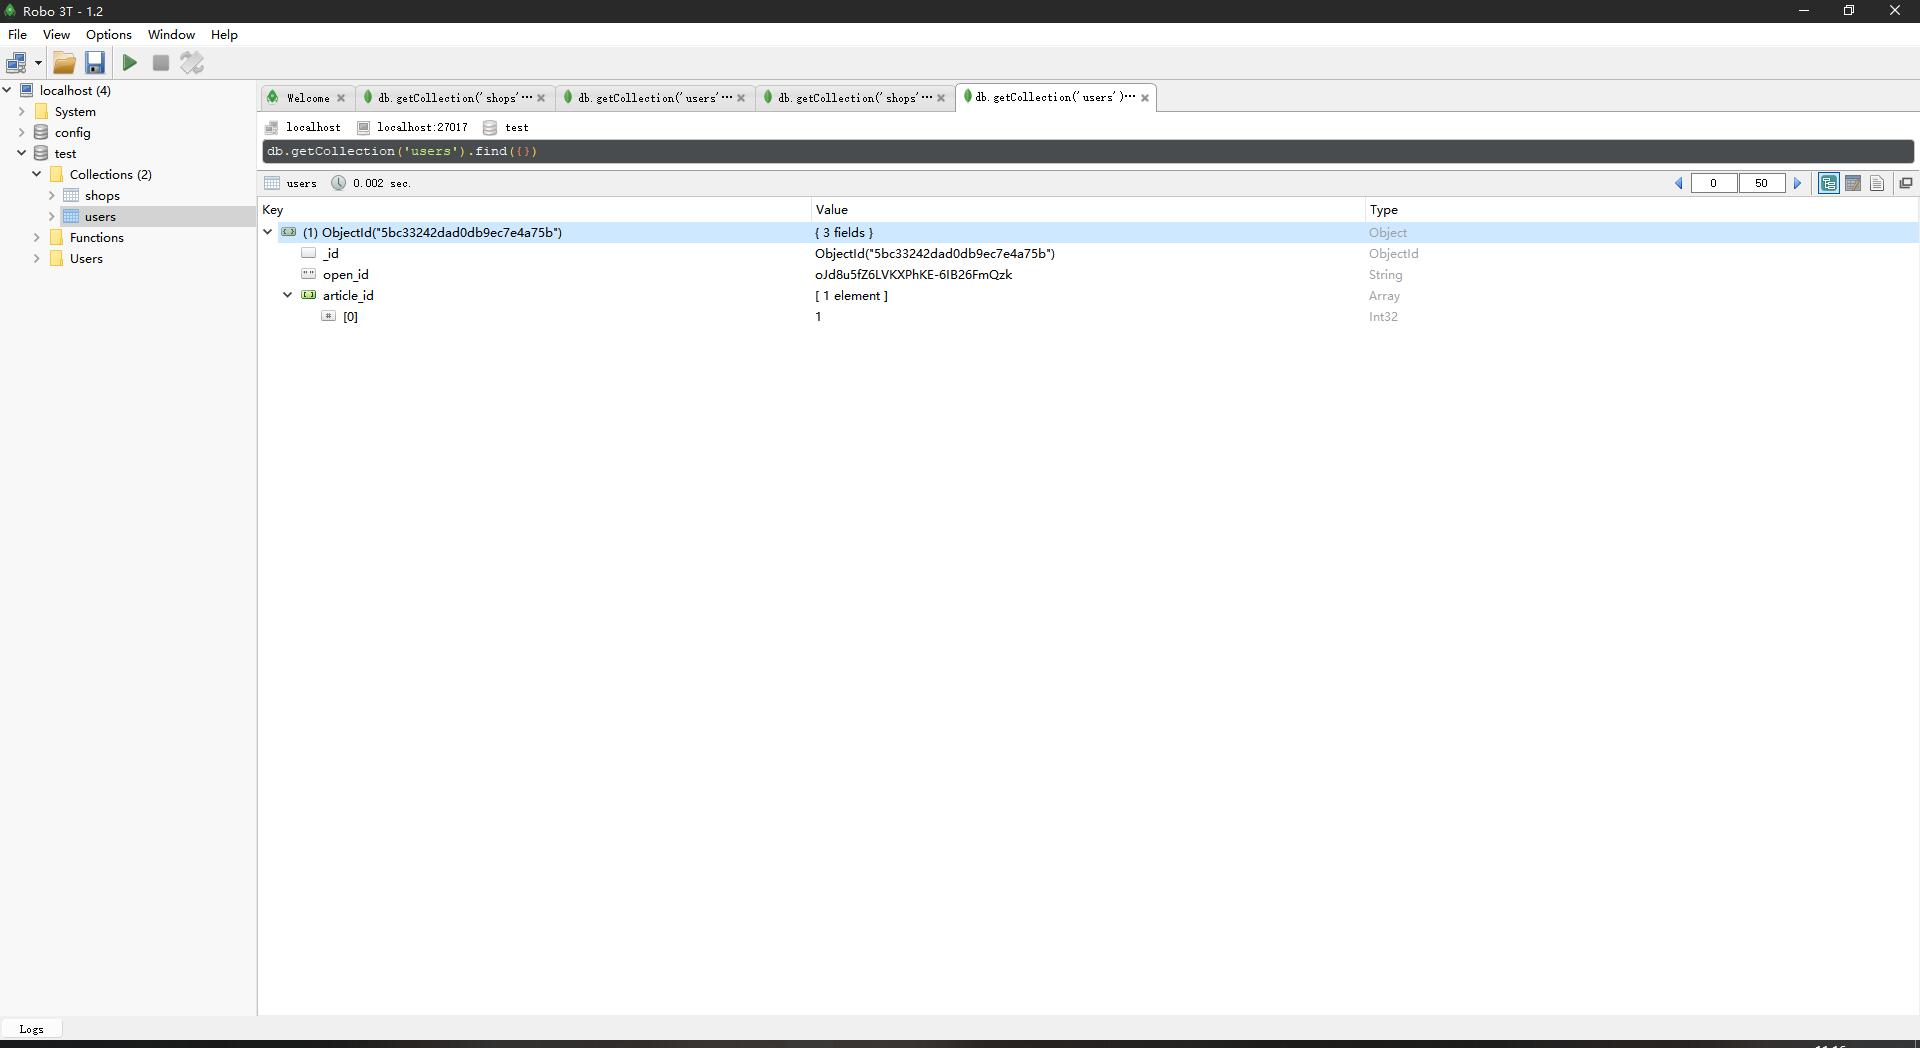 Robo 3T - 1.2
File View Options Window Help
localhost (4)
System
config
test
Collections (2)
shops
users
Functions
Users
Welcome db.getCollection('shops'··· db.getCollection('users'··· db.getCollection('shops'··· db.getCollection('users')···
localhost localhost:27017 test
db.getCollection('users').find({})
users 0.002 sec. 0 50
Key Value Type
(1) ObjectId("5bc33242dad0db9ec7e4a75b") { 3 fields } Object
_id ObjectId("5bc33242dad0db9ec7e4a75b") ObjectId
open_id oJd8u5fZ6LVKXPhKE-6IB26FmQzk String
article_id [ 1 element ] Array
[0] 1 Int32
Logs